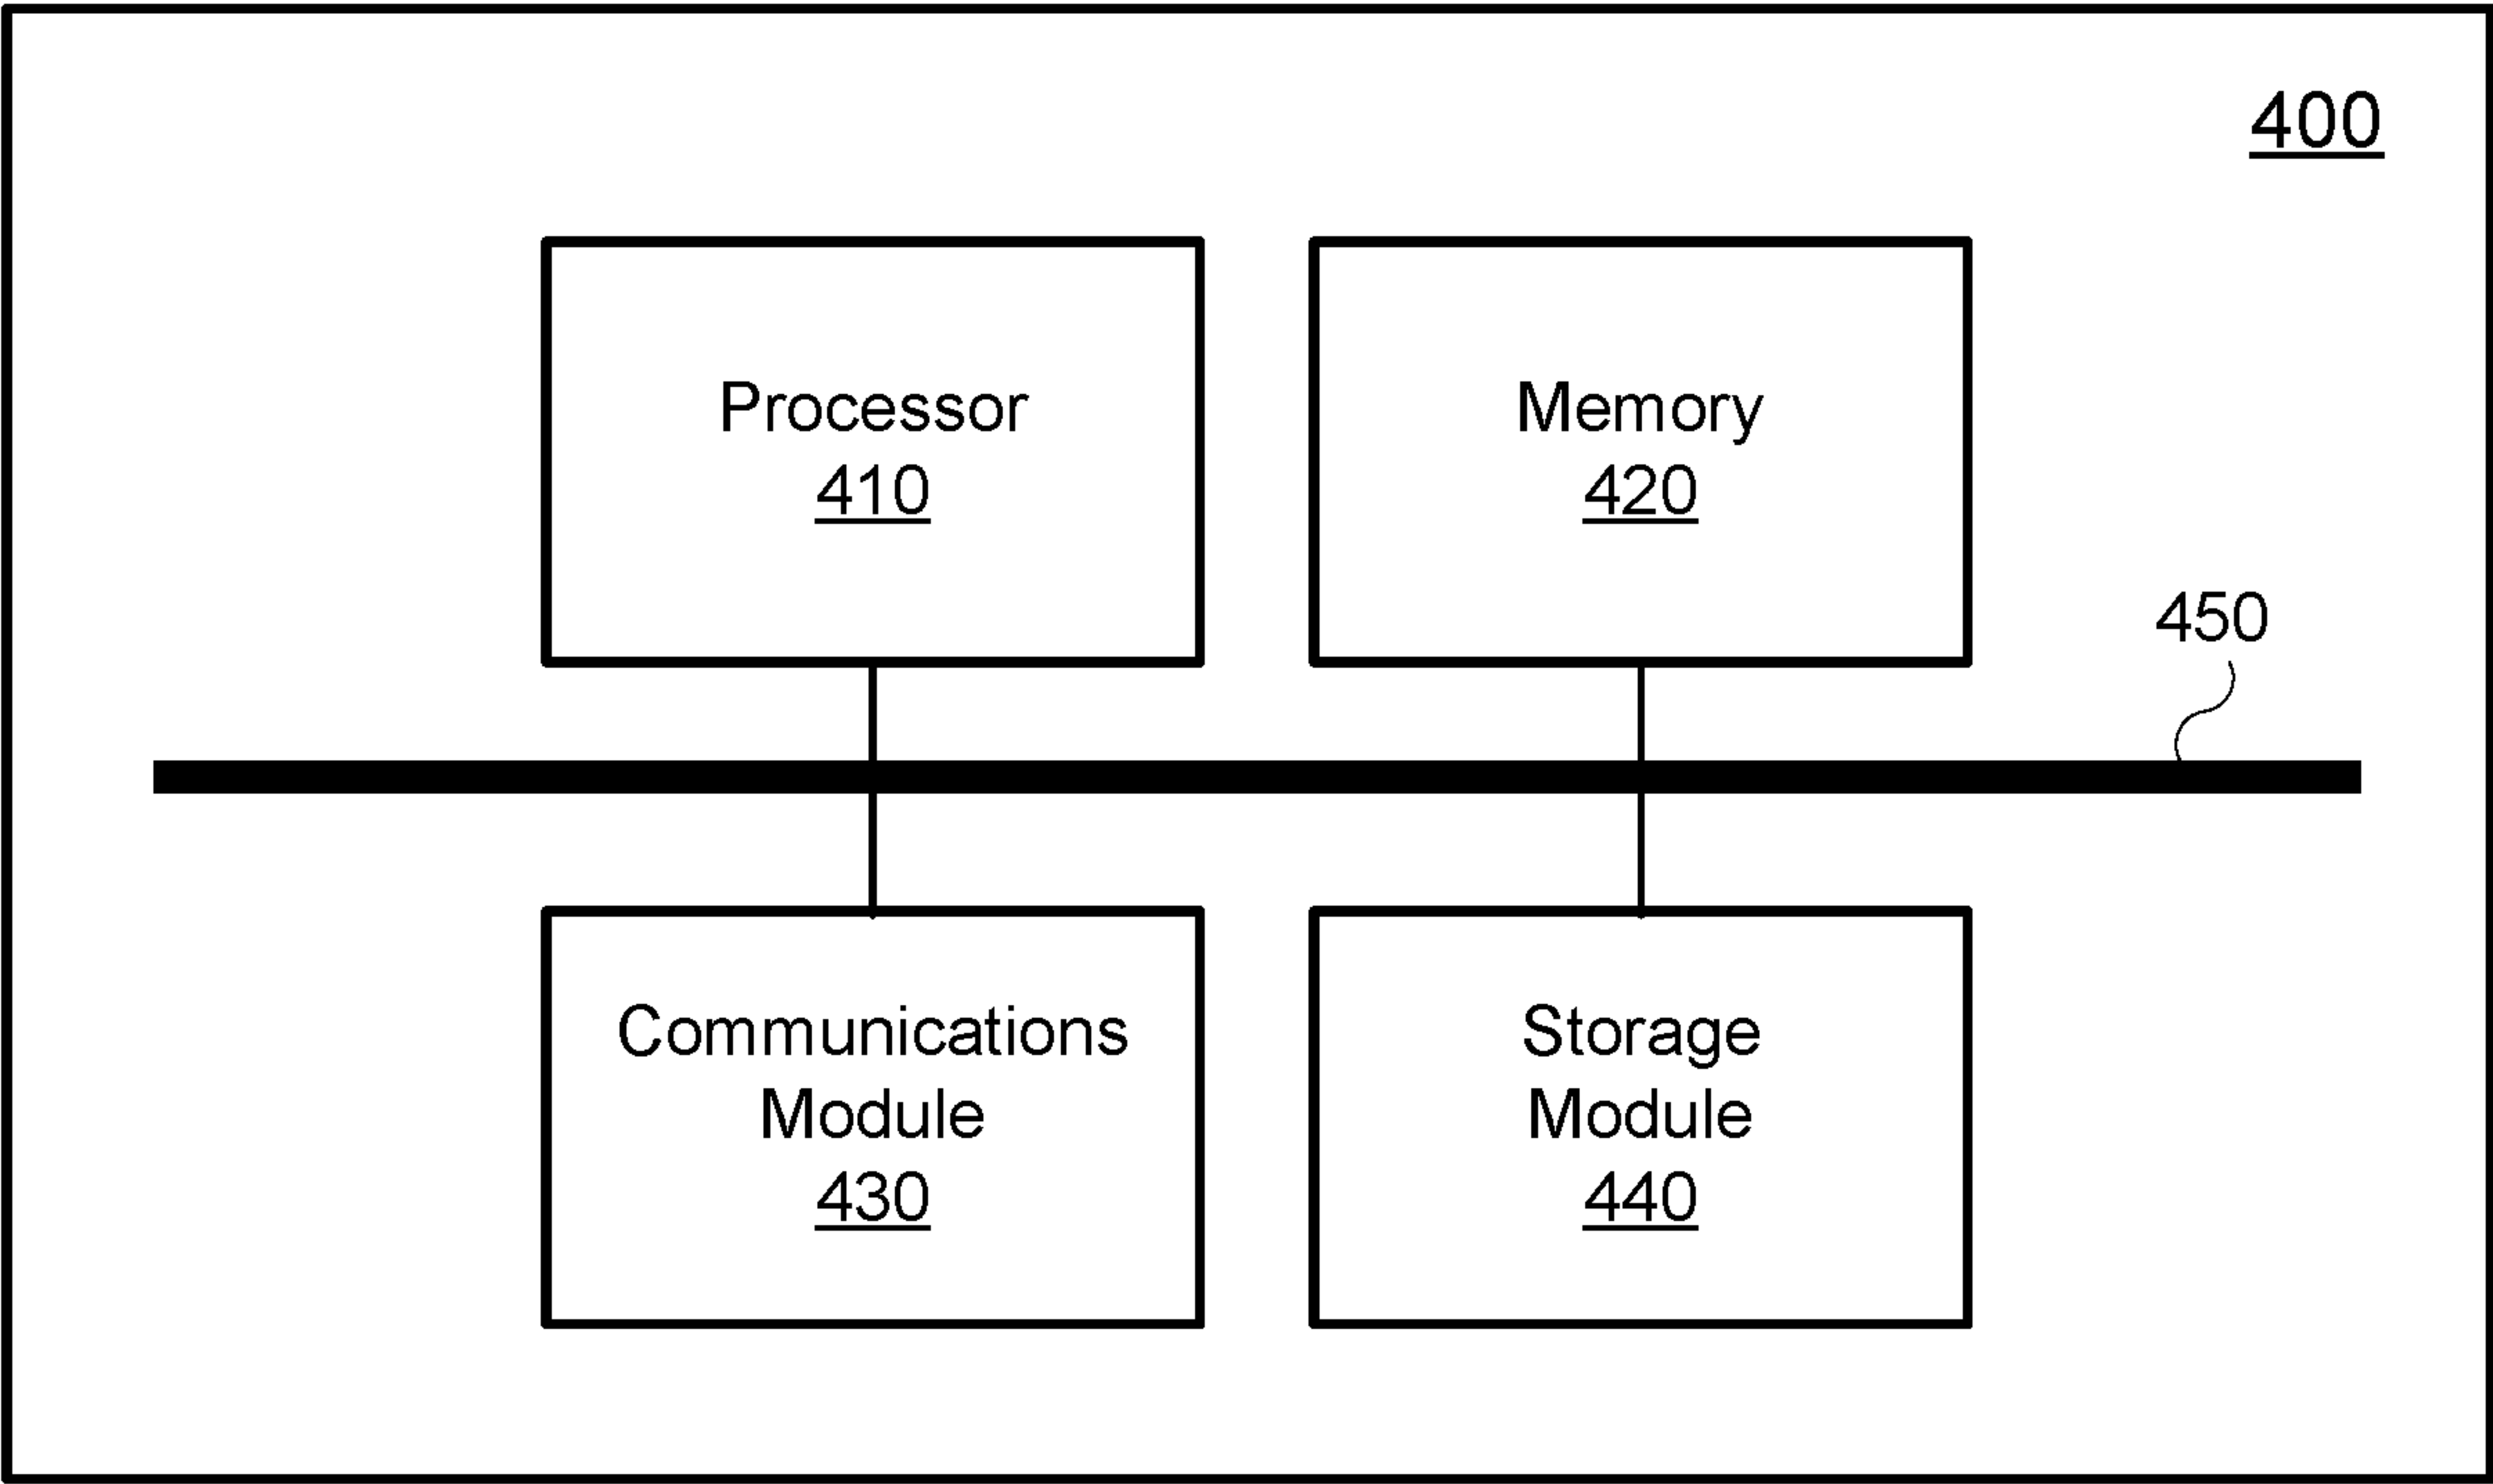 400
Processor
410
Memory
420
450
Communications
Module
430
Storage
Module
440